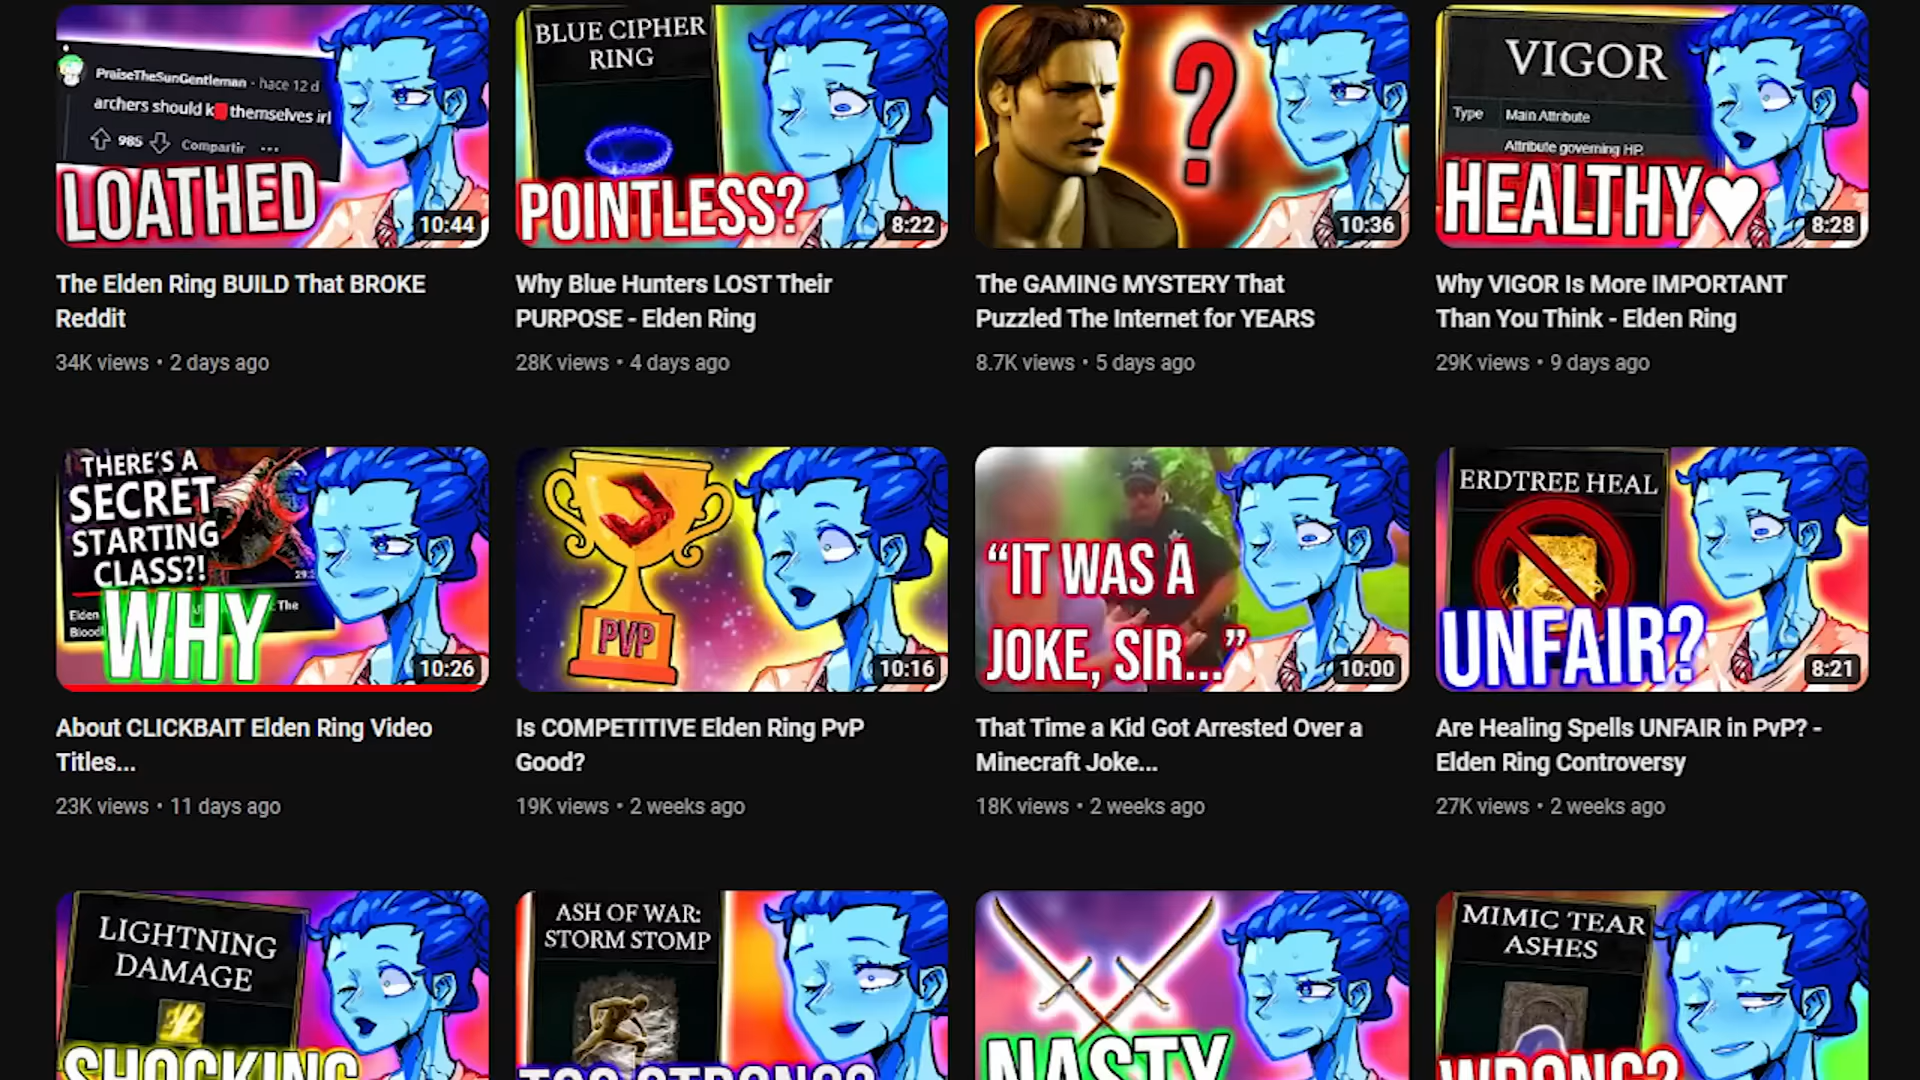 PraiseTheSunGentleman · hace 12 d
archers should k themselves irl
985 Compartir ...
LOATHED
10:44
BLUE CIPHER
RING
POINTLESS?
8:22
?
10:36
VIGOR
Type Main Attribute
Attribute governing HP.
HEALTHY♥
8:28
The Elden Ring BUILD That BROKE
Reddit
34K views • 2 days ago
Why Blue Hunters LOST Their
PURPOSE - Elden Ring
28K views • 4 days ago
The GAMING MYSTERY That
Puzzled The Internet for YEARS
8.7K views • 5 days ago
Why VIGOR Is More IMPORTANT
Than You Think - Elden Ring
29K views • 9 days ago
THERE'S A
SECRET
STARTING
CLASS?!
Elden The
WHY
10:26
PVP
10:16
“IT WAS A
JOKE, SIR...”
10:00
ERDTREE HEAL
UNFAIR?
8:21
About CLICKBAIT Elden Ring Video
Titles...
23K views • 11 days ago
Is COMPETITIVE Elden Ring PvP
Good?
19K views • 2 weeks ago
That Time a Kid Got Arrested Over a
Minecraft Joke...
18K views • 2 weeks ago
Are Healing Spells UNFAIR in PvP? -
Elden Ring Controversy
27K views • 2 weeks ago
LIGHTNING
DAMAGE
SHOCKING
ASH OF WAR:
STORM STOMP
TOO STRONG?
NASTY
MIMIC TEAR
ASHES
WRONG?